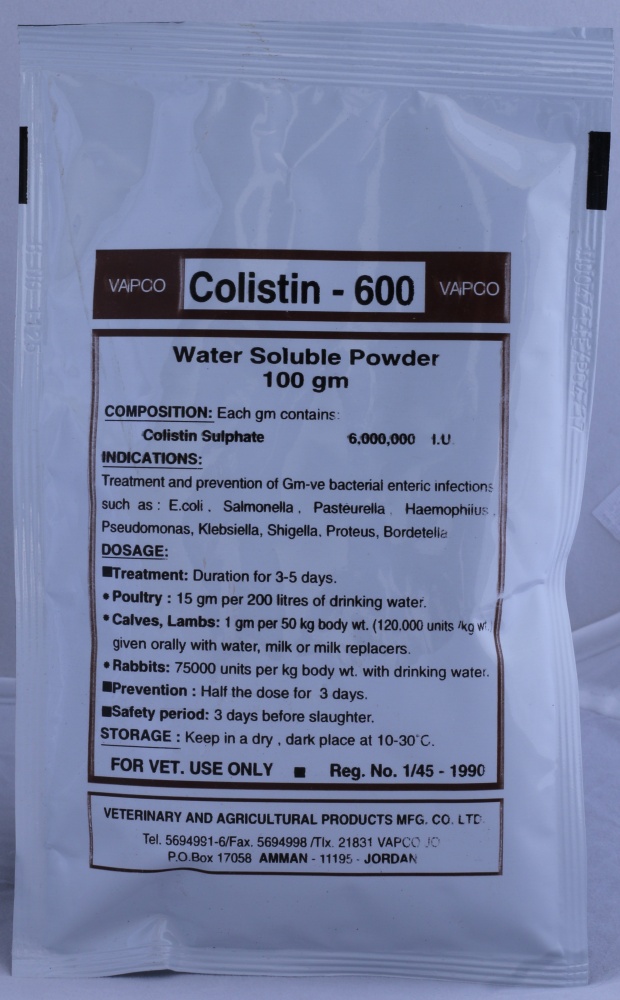 VAPCO Colistin - 600 VAPCO
Water Soluble Powder
100 gm
COMPOSITION: Each gm contains:
Colistin Sulphate 6,000,000 I.U.
INDICATIONS:
Treatment and prevention of Gm-ve bacterial enteric infections
such as : E.coli , Salmonella , Pasteurella , Haemophilus ,
Pseudomonas, Klebsiella, Shigella, Proteus, Bordetella
DOSAGE:
■Treatment: Duration for 3-5 days.
• Poultry : 15 gm per 200 litres of drinking water.
• Calves, Lambs: 1 gm per 50 kg body wt. (120.000 units /kg wt.)
given orally with water, milk or milk replacers.
• Rabbits: 75000 units per kg body wt. with drinking water.
■Prevention : Half the dose for 3 days.
■Safety period: 3 days before slaughter.
STORAGE : Keep in a dry , dark place at 10-30°C.
FOR VET. USE ONLY ■ Reg. No. 1/45 - 1990
VETERINARY AND AGRICULTURAL PRODUCTS MFG. CO. LTD.
Tel. 5694991-6/Fax. 5694998 /Tlx. 21831 VAPCO JO
P.O.Box 17058 AMMAN - 11195 - JORDAN